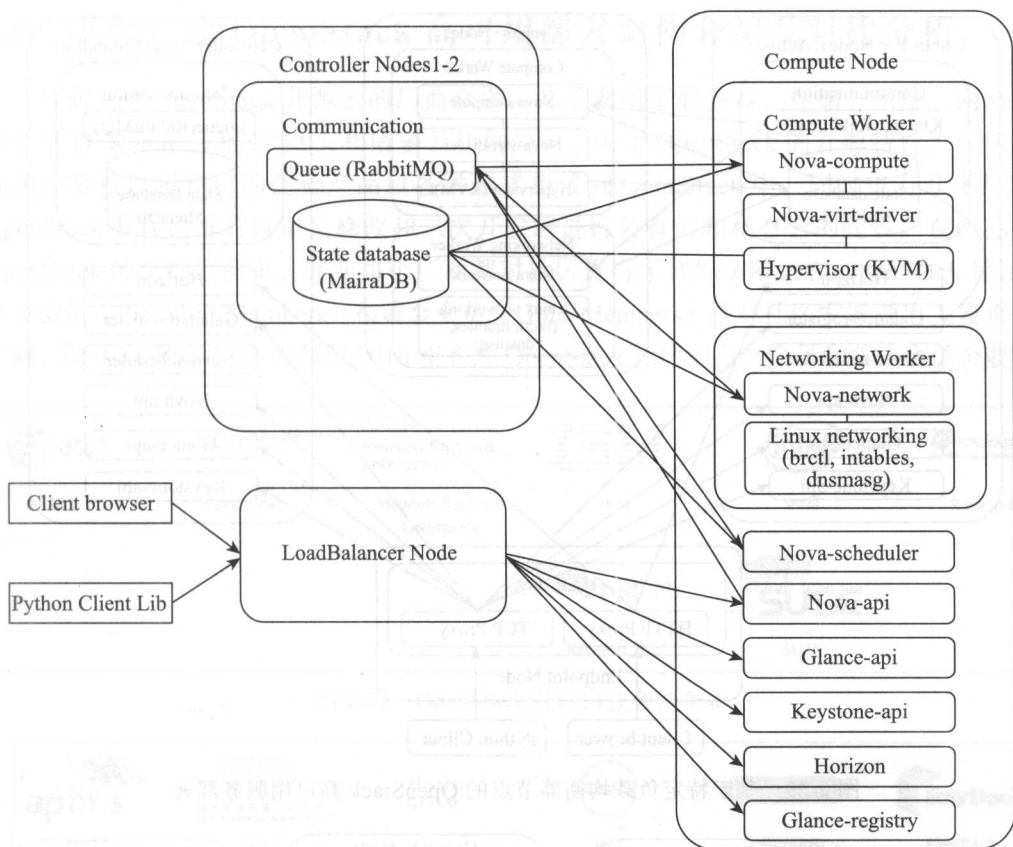 Controller Nodes1-2
Communication
Queue (RabbitMQ)
State database
(MairaDB)
Client browser
Python Client Lib
LoadBalancer Node
Compute Node
Compute Worker
Nova-compute
Nova-virt-driver
Hypervisor (KVM)
Networking Worker
Nova-network
Linux networking
(bretl, intables,
dnsmasg)
Nova-scheduler
Nova-api
Glance-api
Keystone-api
Horizon
Glance-registry